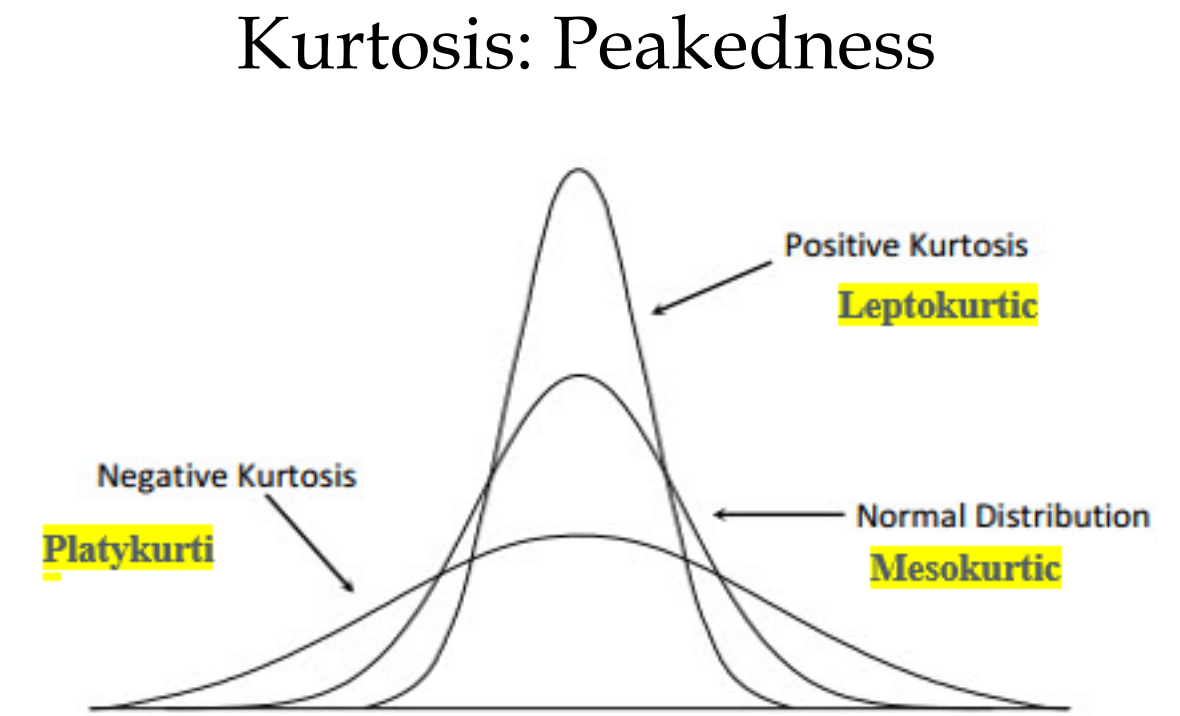 Kurtosis: Peakedness
Positive Kurtosis
Leptokurtic
Negative Kurtosis
Platykurti
Normal Distribution
Mesokurtic